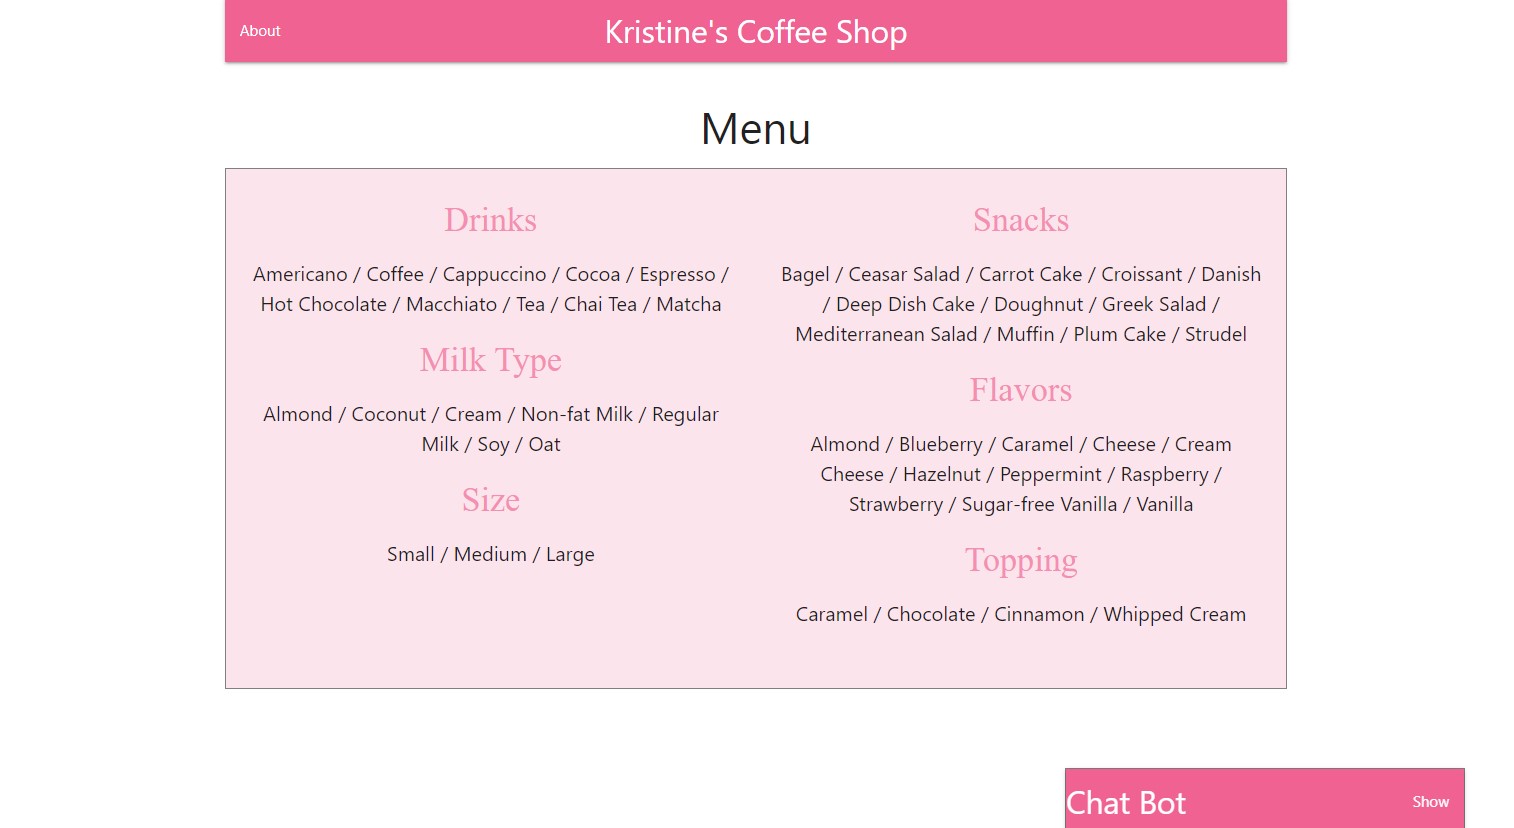 About
Kristine's Coffee Shop
Menu
Drinks
Americano / Coffee / Cappuccino / Cocoa / Espresso /
Hot Chocolate / Macchiato / Tea / Chai Tea / Matcha
Milk Type
Almond / Coconut / Cream / Non-fat Milk / Regular
Milk / Soy / Oat
Size
Small / Medium / Large
Snacks
Bagel / Ceasar Salad / Carrot Cake / Croissant / Danish
/ Deep Dish Cake / Doughnut / Greek Salad /
Mediterranean Salad / Muffin / Plum Cake / Strudel
Flavors
Almond / Blueberry / Caramel / Cheese / Cream
Cheese / Hazelnut / Peppermint / Raspberry /
Strawberry / Sugar-free Vanilla / Vanilla
Topping
Caramel / Chocolate / Cinnamon / Whipped Cream
Chat Bot
Show